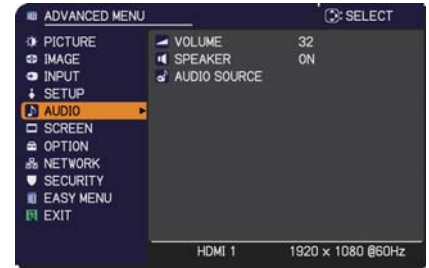 ADVANCED MENU : SELECT
PICTURE
IMAGE
INPUT
SETUP
AUDIO
SCREEN
OPTION
NETWORK
SECURITY
EASY MENU
EXIT
VOLUME 32
SPEAKER ON
AUDIO SOURCE
HDMI 1 1920 x 1080 @60Hz